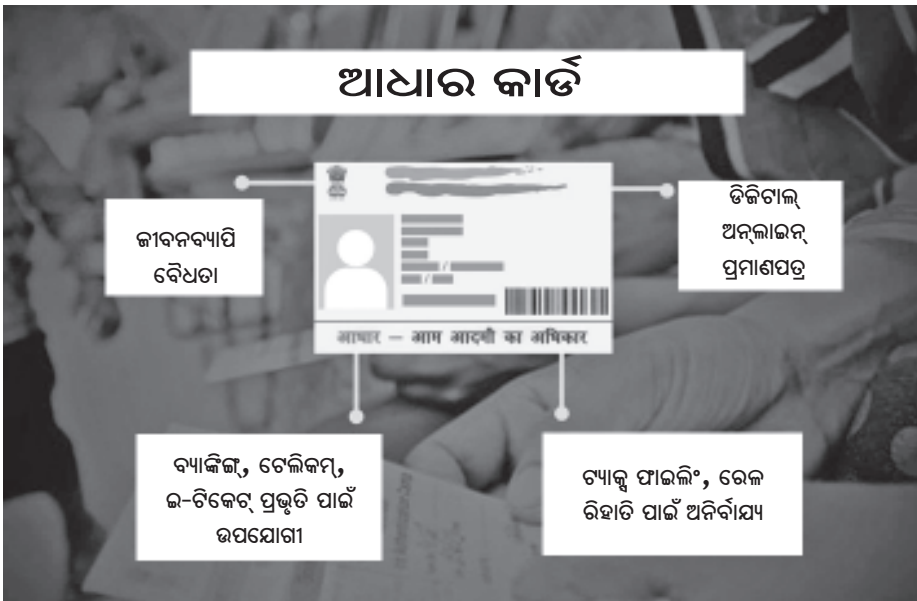 ଆଧାର କାର୍ଡ
ଜୀବନବ୍ୟାପି
ବୈଧତା
ଡିଜିଟାଲ୍
ଅନ୍‌ଲାଇନ୍
ପ୍ରମାଣପତ୍ର
आधार – आम आदमी का अधिकार
ବ୍ୟାଙ୍କିଙ୍ଗ୍, ଟେଲିକମ୍,
ଇ-ଟିକେଟ୍ ପ୍ରଭୃତି ପାଇଁ
ଉପଯୋଗୀ
ଟ୍ୟାକ୍ସ ଫାଇଲିଂ, ରେଳ
ରିହାତି ପାଇଁ ଅନିର୍ବାଯ୍ୟ